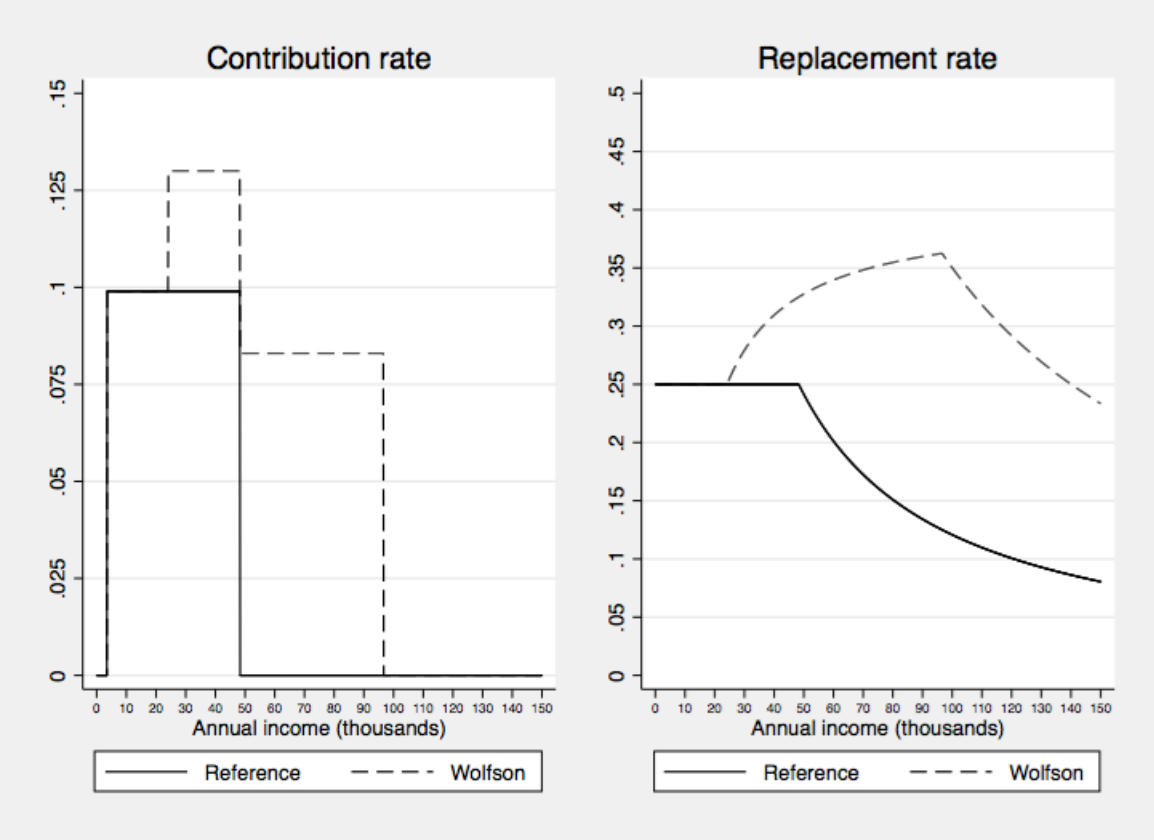 Contribution rate
.15
.125
.1
.075
.05
.025
0
0 10 20 30 40 50 60 70 80 90 100 110 120 130 140 150
Annual income (thousands)
Reference Wolfson
Replacement rate
.5
.45
.4
.35
.3
.25
.2
.15
.1
.05
0
0 10 20 30 40 50 60 70 80 90 100 110 120 130 140 150
Annual income (thousands)
Reference Wolfson